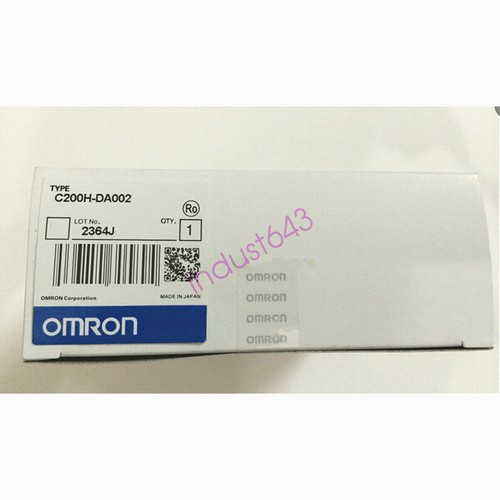 TYPE
C200H-DA002
Ro
LOT No. QTY.
2364J 1
OMRON Corporation MADE IN JAPAN
OMRON
OMRON
OMRON
OMRON
OMRON
indust643